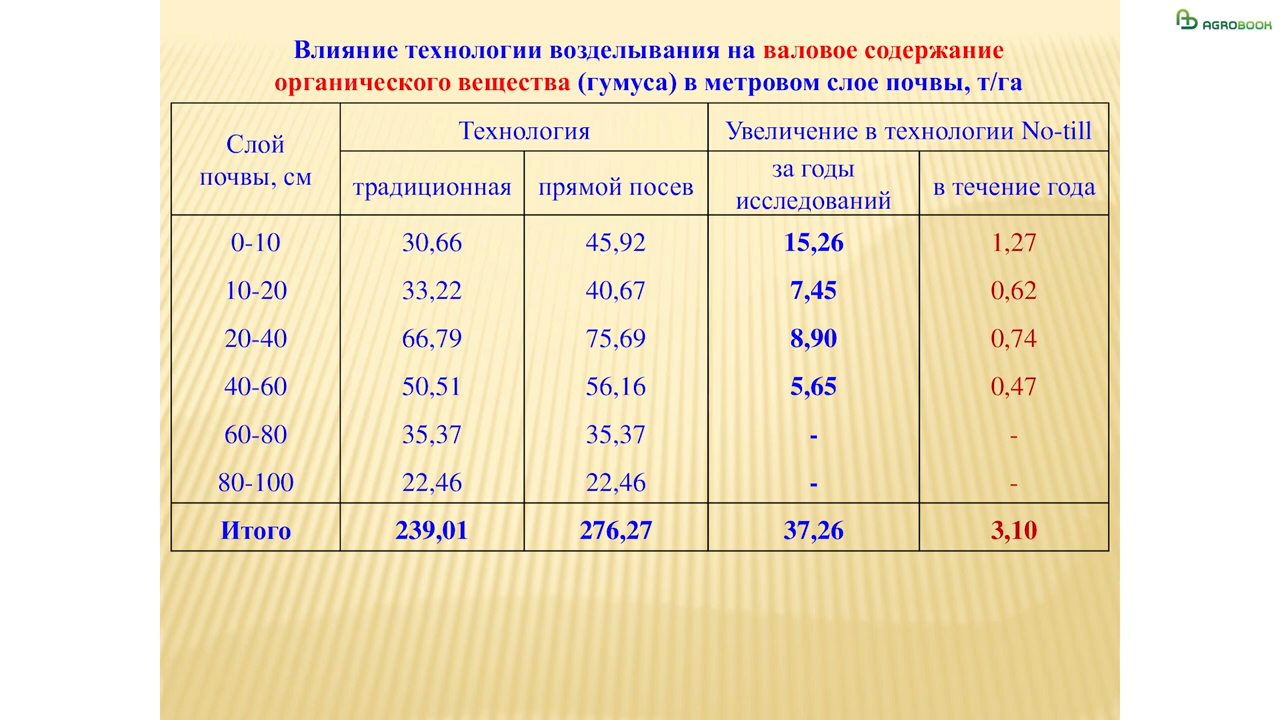 AGROBOOK
Влияние технологии возделывания на валовое содержание
органического вещества (гумуса) в метровом слое почвы, т/га
Слой
почвы, см
Технология
Увеличение в технологии No-till
традиционная
прямой посев
за годы
исследований
в течение года
0-10 30,66 45,92 15,26 1,27
10-20 33,22 40,67 7,45 0,62
20-40 66,79 75,69 8,90 0,74
40-60 50,51 56,16 5,65 0,47
60-80 35,37 35,37 - -
80-100 22,46 22,46 - -
Итого 239,01 276,27 37,26 3,10